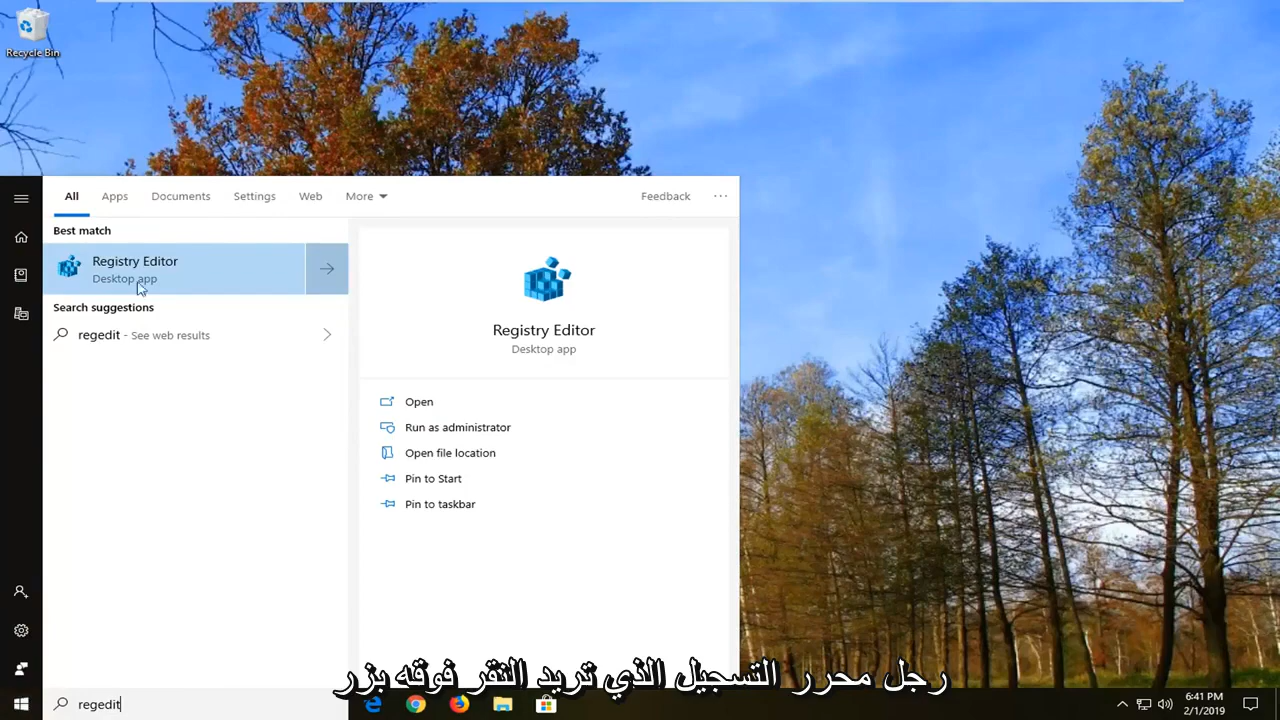 Recycle Bin
All Apps Documents Settings Web More Feedback ···
Best match
Registry Editor
Desktop app
Search suggestions
regedit - See web results
Registry Editor
Desktop app
Open
Run as administrator
Open file location
Pin to Start
Pin to taskbar
رجل محرر التسجيل الذي تريد النقر فوقه بزر
regedit
6:41 PM
2/1/2019